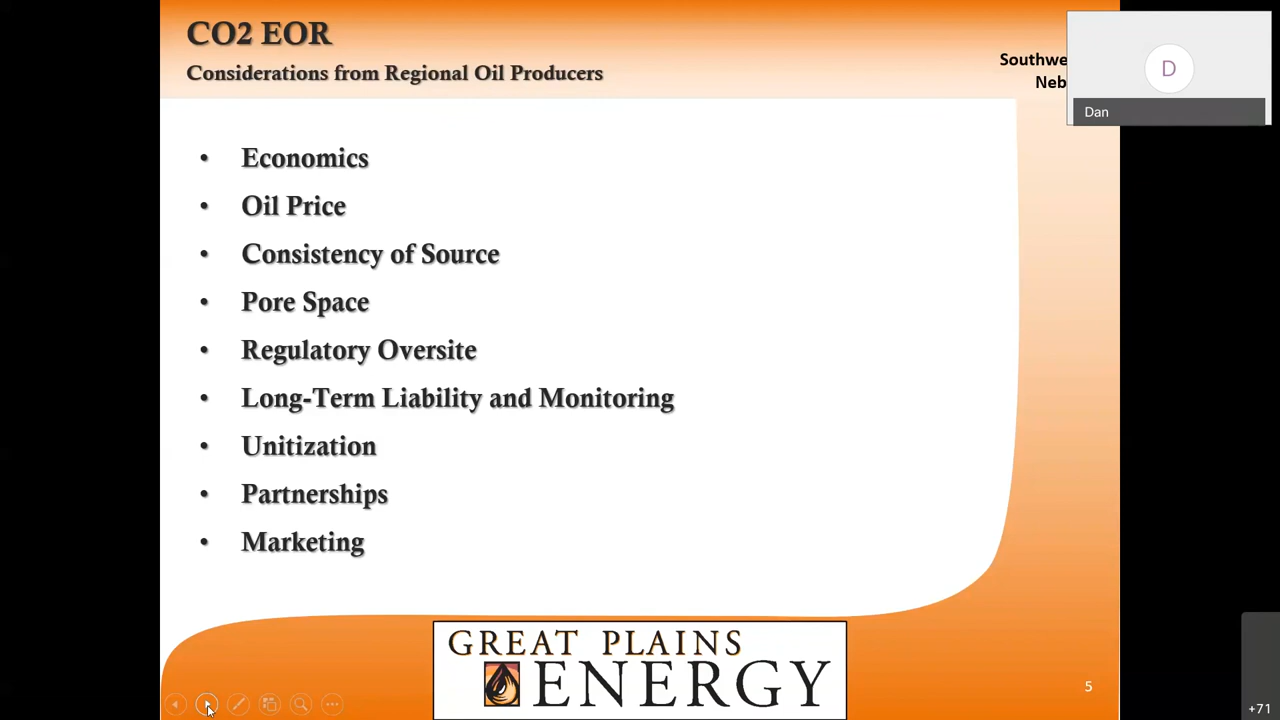 CO2 EOR
Considerations from Regional Oil Producers
Southwe
Neb
D
Dan
• Economics
• Oil Price
• Consistency of Source
• Pore Space
• Regulatory Oversite
• Long-Term Liability and Monitoring
• Unitization
• Partnerships
• Marketing
GREAT PLAINS
ENERGY
5
+71